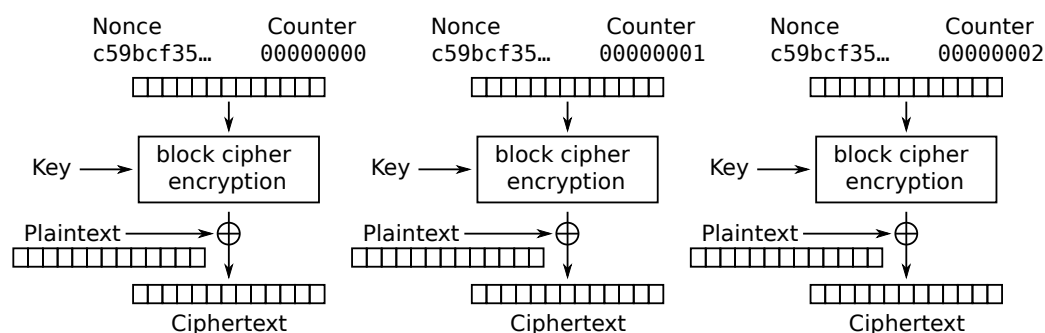 Nonce Counter Nonce Counter Nonce Counter
c59bcf35… 00000000 c59bcf35… 00000001 c59bcf35… 00000002
Key block cipher encryption Key block cipher encryption Key block cipher encryption
Plaintext Plaintext Plaintext
Ciphertext Ciphertext Ciphertext